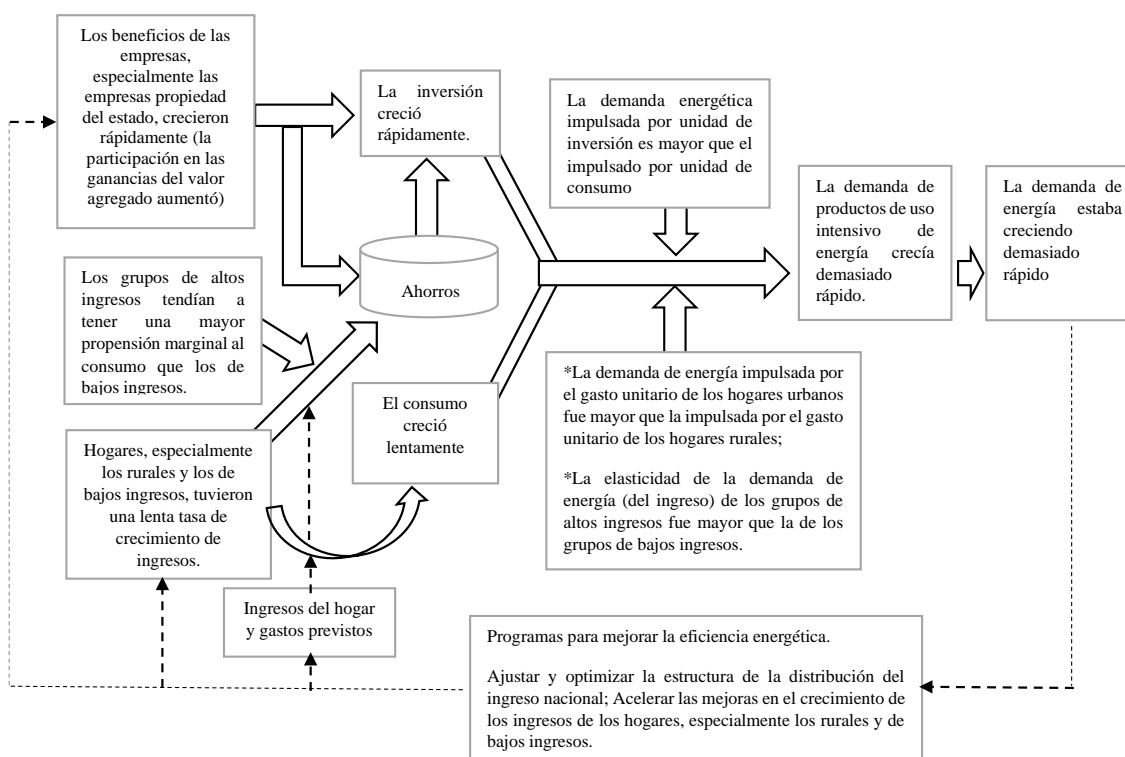 Los beneficios de las
empresas,
especialmente las
empresas propiedad
del estado, crecieron
rápidamente (la
participación en las
ganancias del valor
agregado aumentó)
La inversión
creció
rápidamente.
La demanda energética
impulsada por unidad de
inversión es mayor que el
impulsado por unidad de
consumo
La demanda de
productos de uso
intensivo de
energía crecía
demasiado
rápido.
La demanda de
energía estaba
creciendo
demasiado
rápido
Los grupos de altos
ingresos tendían a
tener una mayor
propensión marginal al
consumo que los de
bajos ingresos.
Ahorros
El consumo
creció
lentamente
*La demanda de energía impulsada por
el gasto unitario de los hogares urbanos
fue mayor que la impulsada por el gasto
unitario de los hogares rurales;
*La elasticidad de la demanda de
energía (del ingreso) de los grupos de
altos ingresos fue mayor que la de los
grupos de bajos ingresos.
Hogares, especialmente
los rurales y los de
bajos ingresos, tuvieron
una lenta tasa de
crecimiento de
ingresos.
Ingresos del hogar
y gastos previstos
Programas para mejorar la eficiencia energética.
Ajustar y optimizar la estructura de la distribución del
ingreso nacional; Acelerar las mejoras en el crecimiento de
los ingresos de los hogares, especialmente los rurales y de
bajos ingresos.